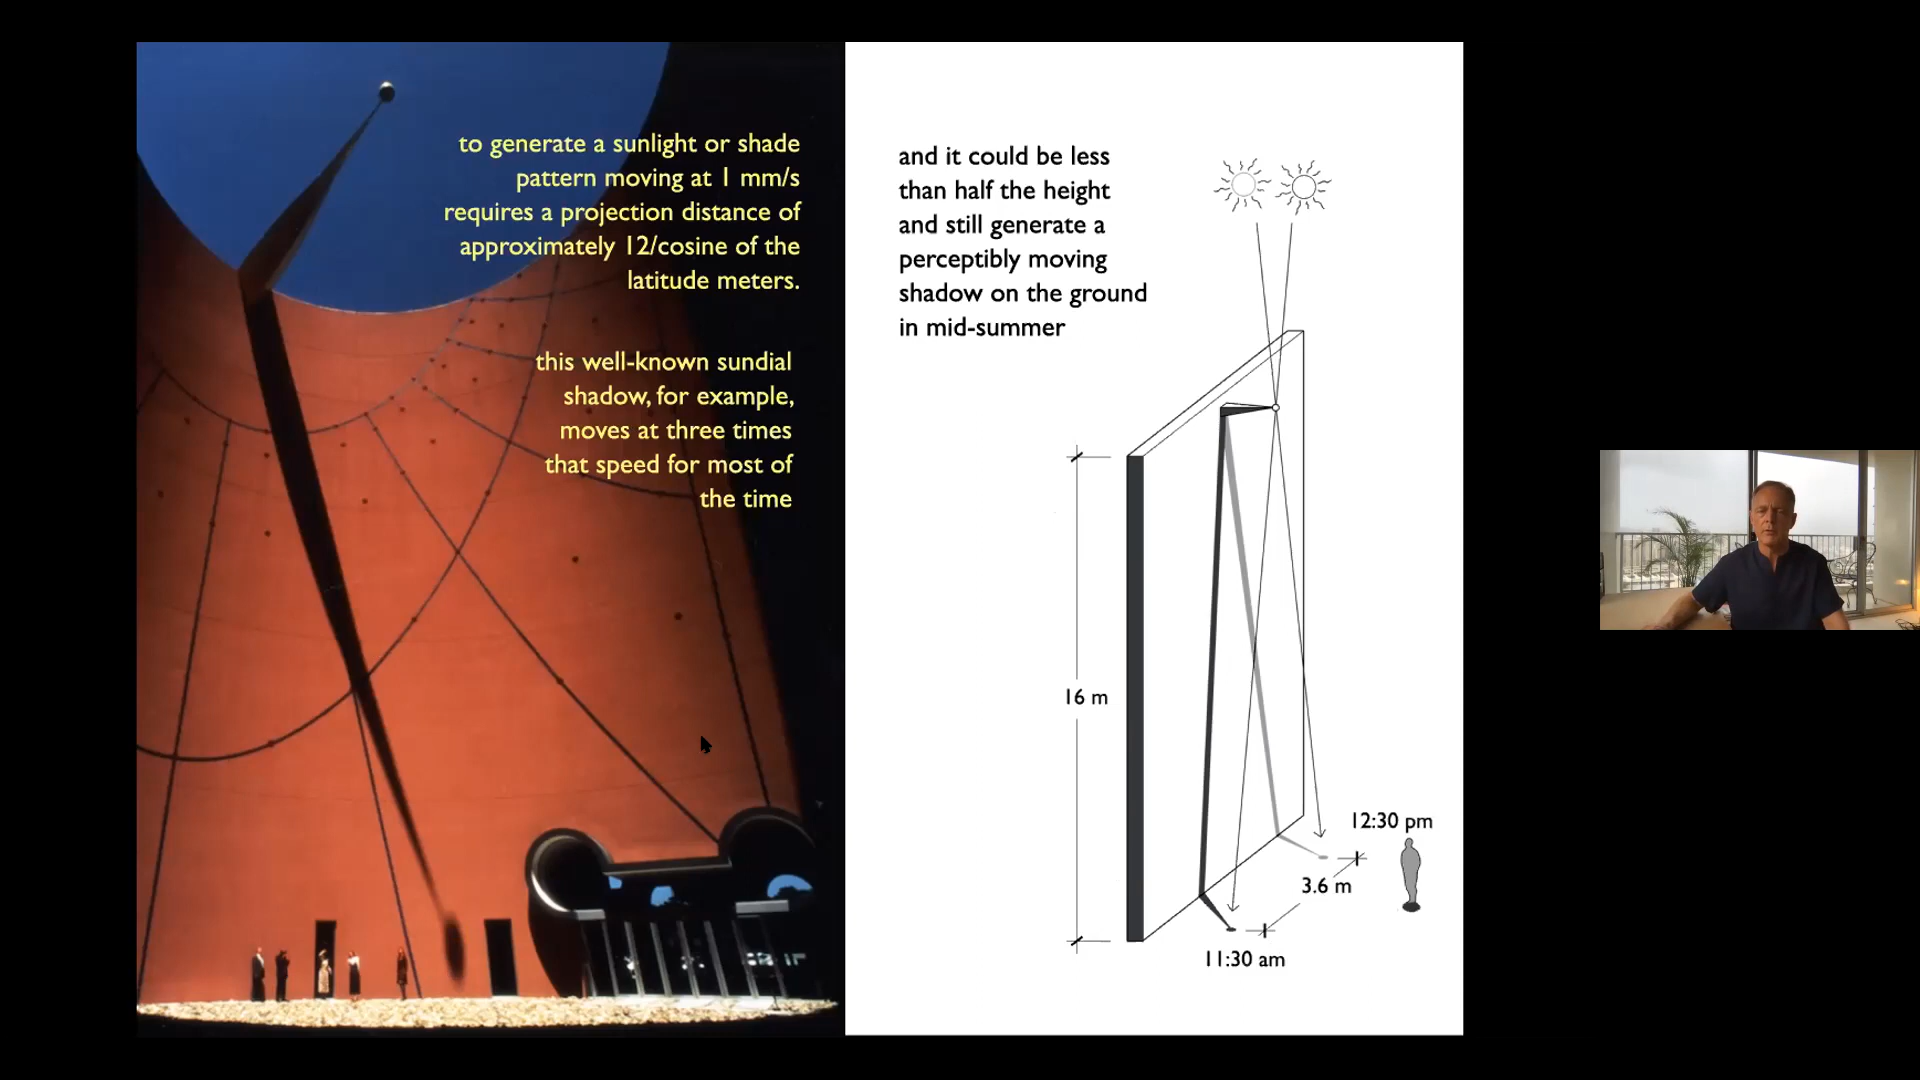 to generate a sunlight or shade
pattern moving at 1 mm/s
requires a projection distance of
approximately 12/cosine of the
latitude meters.
this well-known sundial
shadow, for example,
moves at three times
that speed for most of
the time
and it could be less
than half the height
and still generate a
perceptibly moving
shadow on the ground
in mid-summer
16 m
12:30 pm
3.6 m
11:30 am